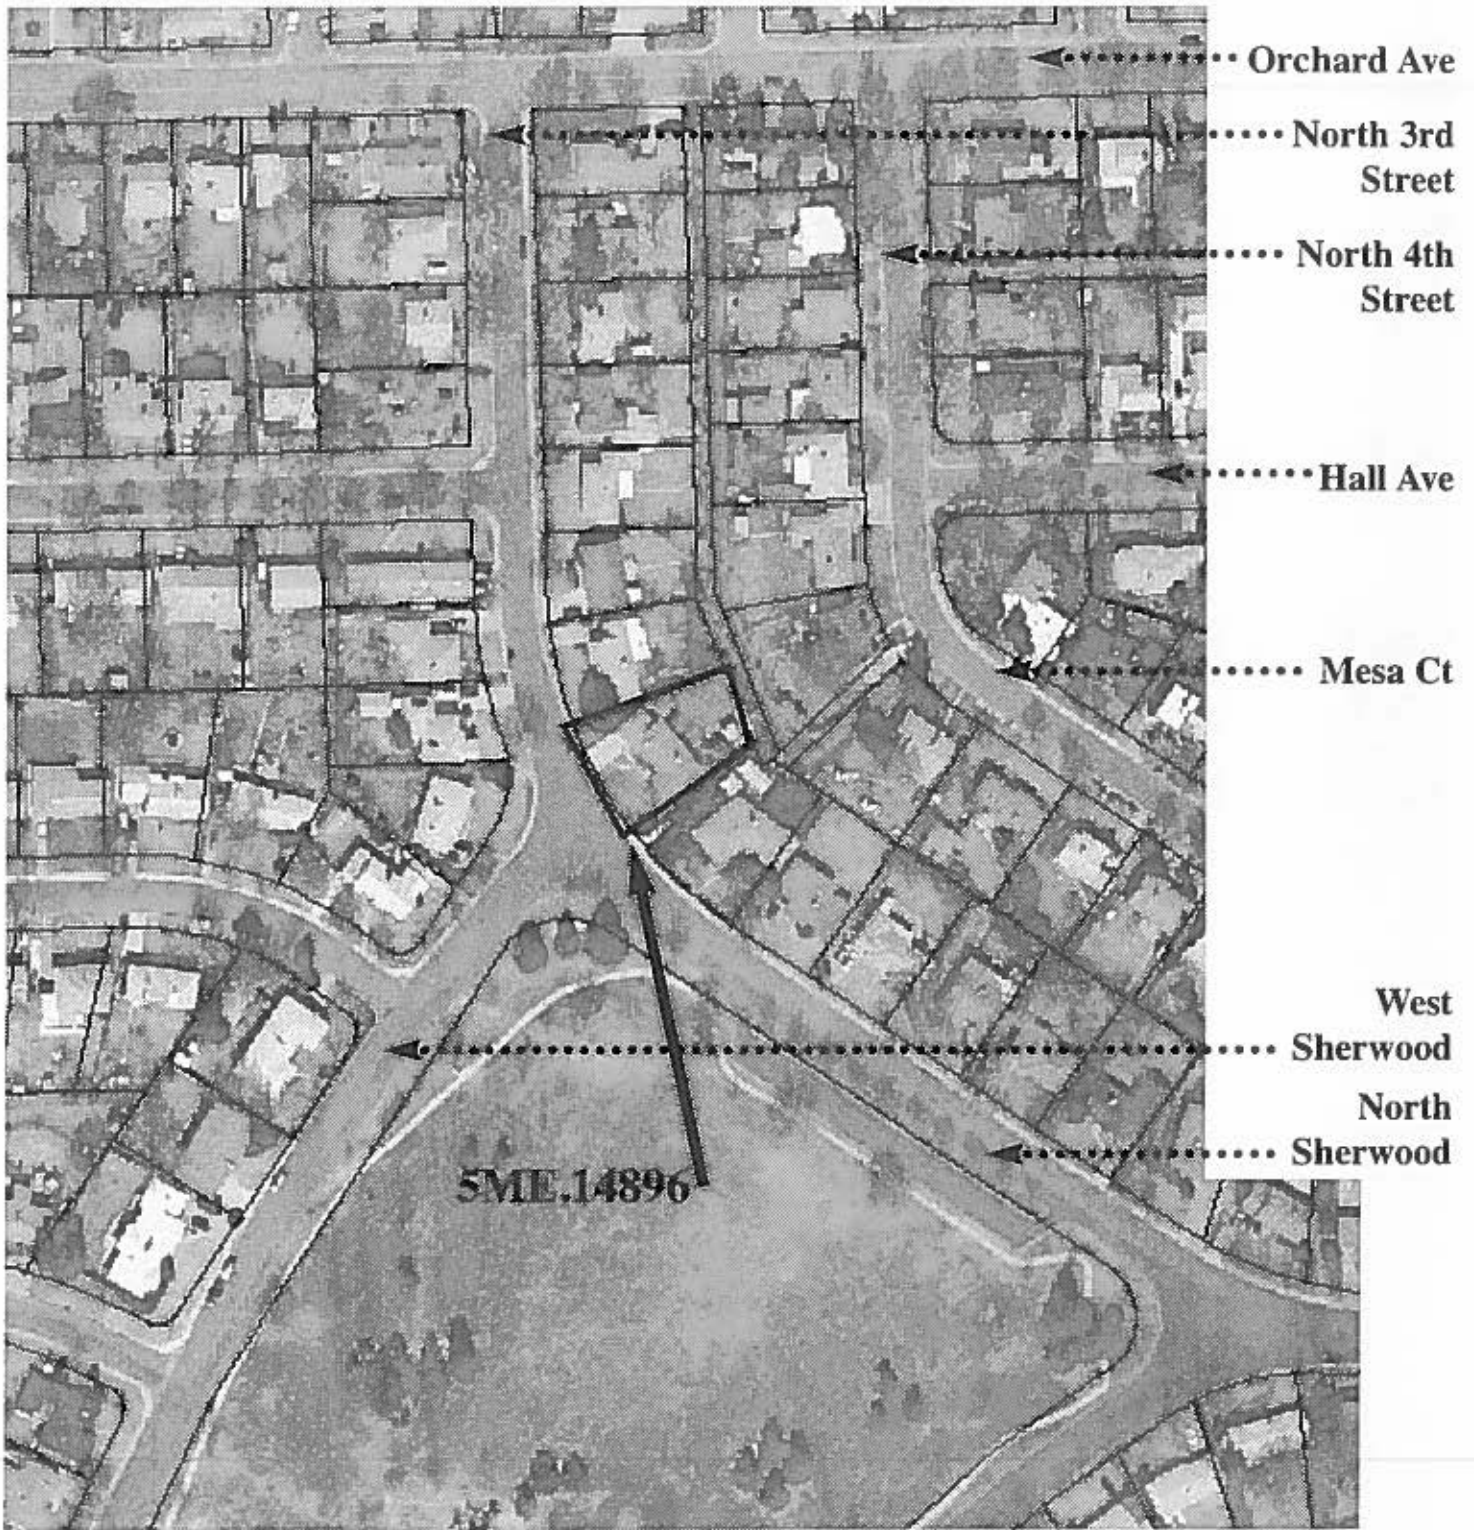 Orchard Ave
North 3rd
Street
North 4th
Street
Hall Ave
Mesa Ct
West
Sherwood
North
Sherwood
5ME.14896